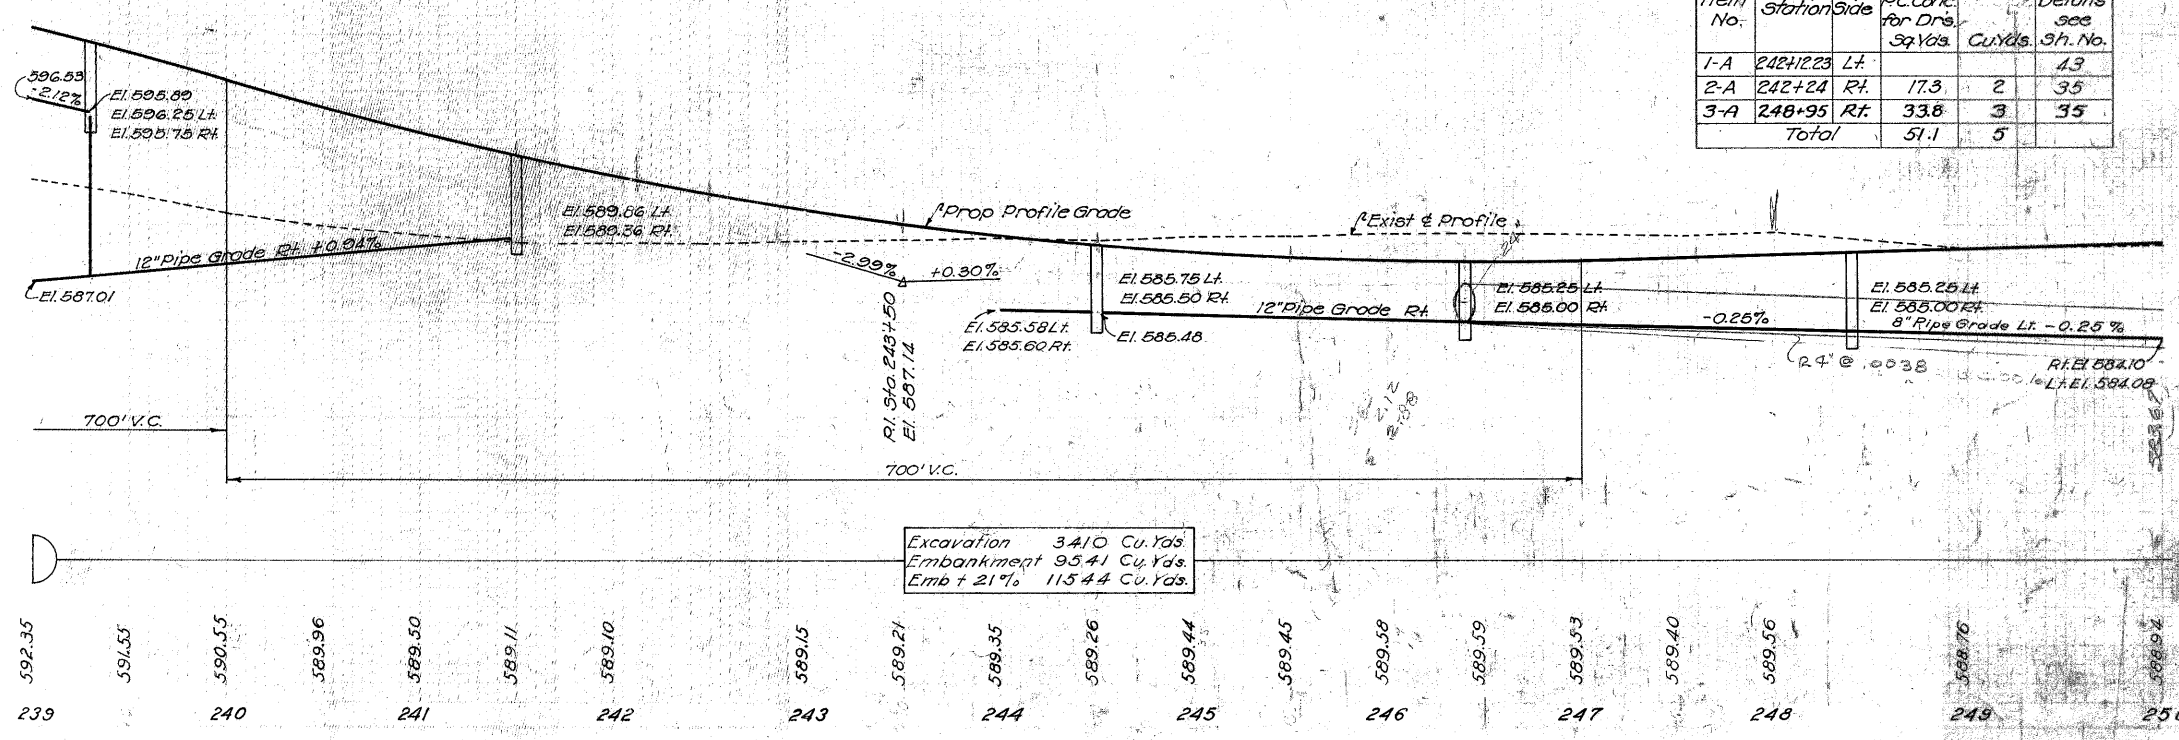 Item No. Station Side P.C.Conc. for Drs. Sq.Yds. Cu.Yds. Details see Sh. No.
1-A 242+12.23 Lt. 43
2-A 242+24 Rt. 17.3 2 35
3-A 248+95 Rt. 33.8 3 35
Total 51.1 5
596.53
-2.12%
El. 595.89
El. 596.25 Lt.
El. 595.75 Rt.
12" Pipe Grade Rt. +0.94%
El. 587.01
El. 589.86 Lt.
El. 589.36 Rt.
Prop Profile Grade
Exist ℄ Profile
-2.99%
+0.30%
P.I. Sta. 243+50
El. 587.14
El. 585.75 Lt.
El. 585.50 Rt.
El. 585.58 Lt.
El. 585.60 Rt.
El. 585.48
12" Pipe Grade Rt.
El. 585.25 Lt.
El. 585.00 Rt.
-0.25%
El. 585.25 Lt.
El. 585.00 Rt.
8" Pipe Grade Lt. -0.25%
24" @ .0038
Rt. El. 584.10
Lt. El. 584.08
583.67
2.12
2.88
700' V.C.
700' V.C.
Excavation 3410 Cu. Yds.
Embankment 9541 Cu. Yds.
Emb + 21% 11544 Cu. Yds.
592.35 591.55 590.55 589.96 589.50 589.11 589.10 589.15 589.21 589.35 589.26 589.44 589.45 589.58 589.59 589.53 589.40 589.56 588.76 588.94
239 240 241 242 243 244 245 246 247 248 249 250